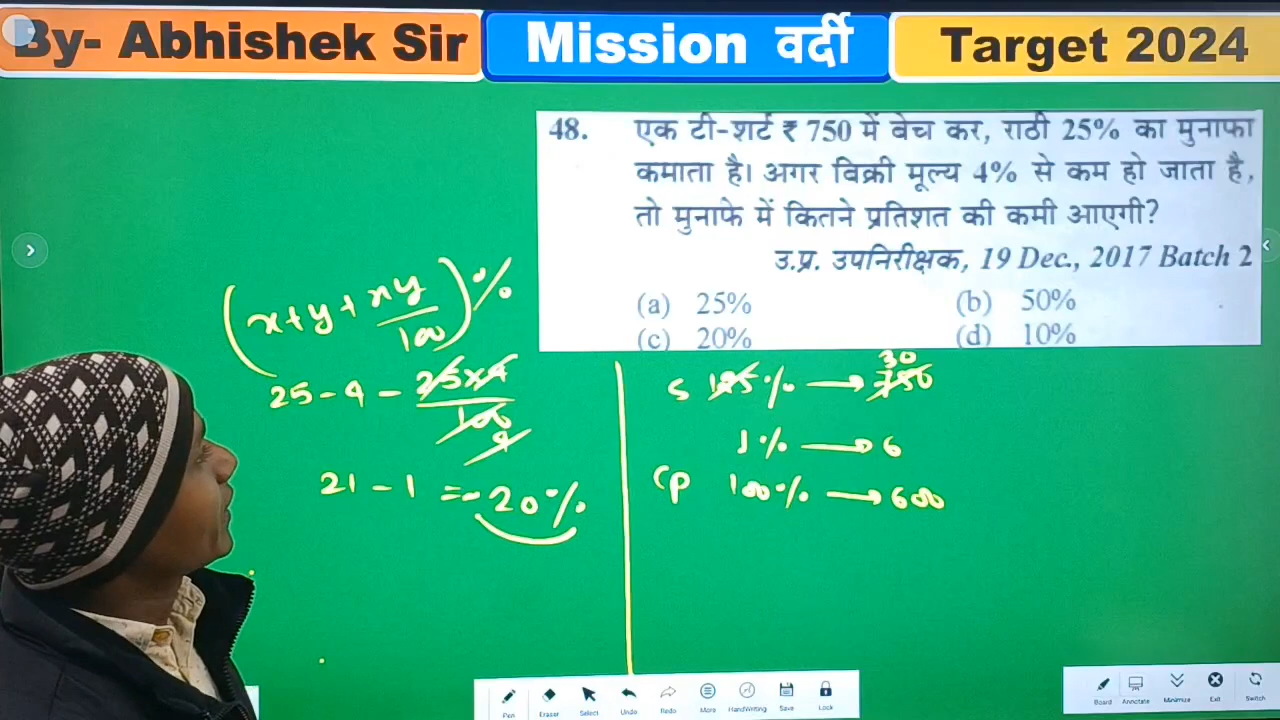 By- Abhishek Sir
Mission वर्दी
Target 2024
48. एक टी-शर्ट ₹ 750 में बेच कर, राठी 25% का मुनाफा
कमाता है। अगर बिक्री मूल्य 4% से कम हो जाता है,
तो मुनाफे में कितने प्रतिशत की कमी आएगी?
उ.प्र. उपनिरीक्षक, 19 Dec., 2017 Batch 2
(a) 25% (b) 50%
(c) 20% (d) 10%
(x+y+xy/100)%
25-4-25x4/100
4
21-1=-20%
30
S 125% → 750
1% → 6
CP 100% → 600
Pen Eraser Select Undo Redo More HandWriting Save Lock
Board Annotate Minimize Exit Switch